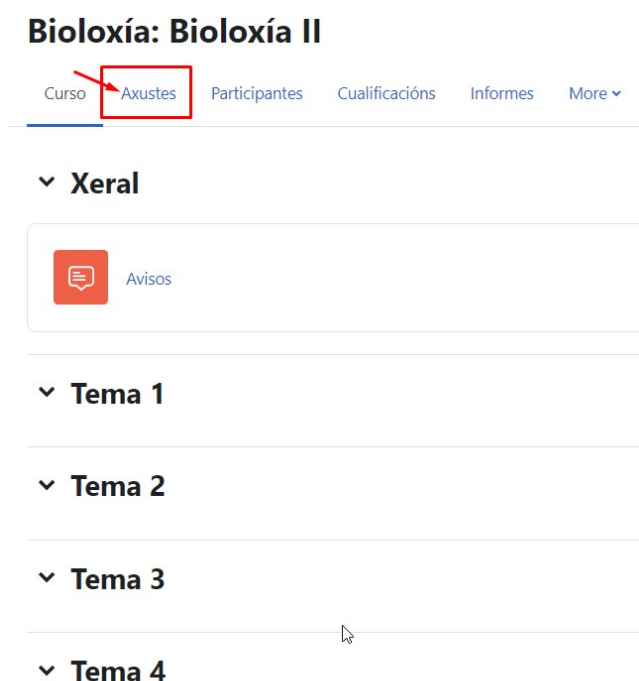 Bioloxía: Bioloxía II
Curso Axustes Participantes Cualificacións Informes More
Xeral
Avisos
Tema 1
Tema 2
Tema 3
Tema 4